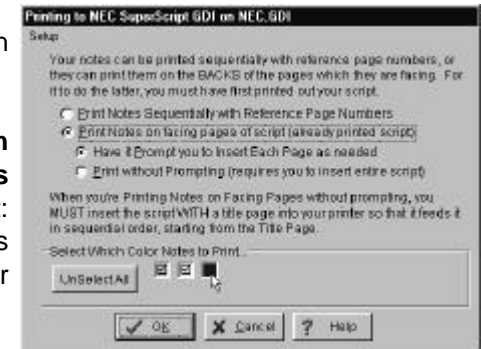 Printing to NEC SuperScript GDI on NEC.GDI
Setup
Your notes can be printed sequentially with reference page numbers, or
they can print them on the BACKS of the pages which they are facing. For
it to do the latter, you must have first printed out your script.
Print Notes Sequentially with Reference Page Numbers
Print Notes on facing pages of script (already printed script)
Have it Prompt you to Insert Each Page as needed
Print without Prompting (requires you to insert entire script)
When you're Printing Notes on Facing Pages without prompting, you
MUST insert the script WITH a title page into your printer so that it feeds it
in sequential order, starting from the Title Page.
Select Which Color Notes to Print...
UnSelect All
OK Cancel Help